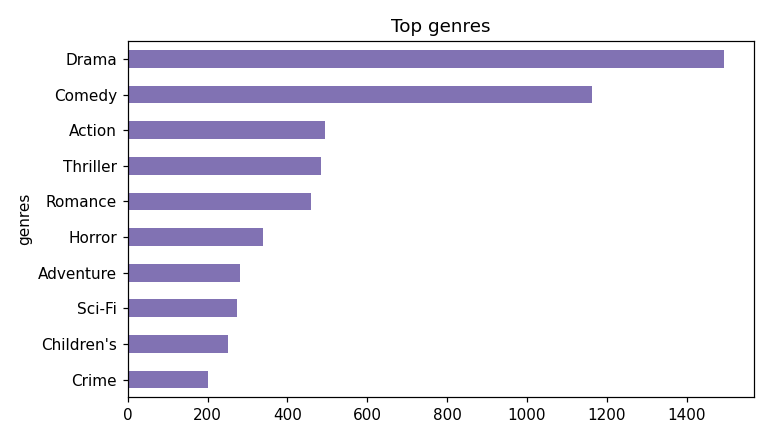 Top genres
genres
Drama
Comedy
Action
Thriller
Romance
Horror
Adventure
Sci-Fi
Children's
Crime
0 200 400 600 800 1000 1200 1400